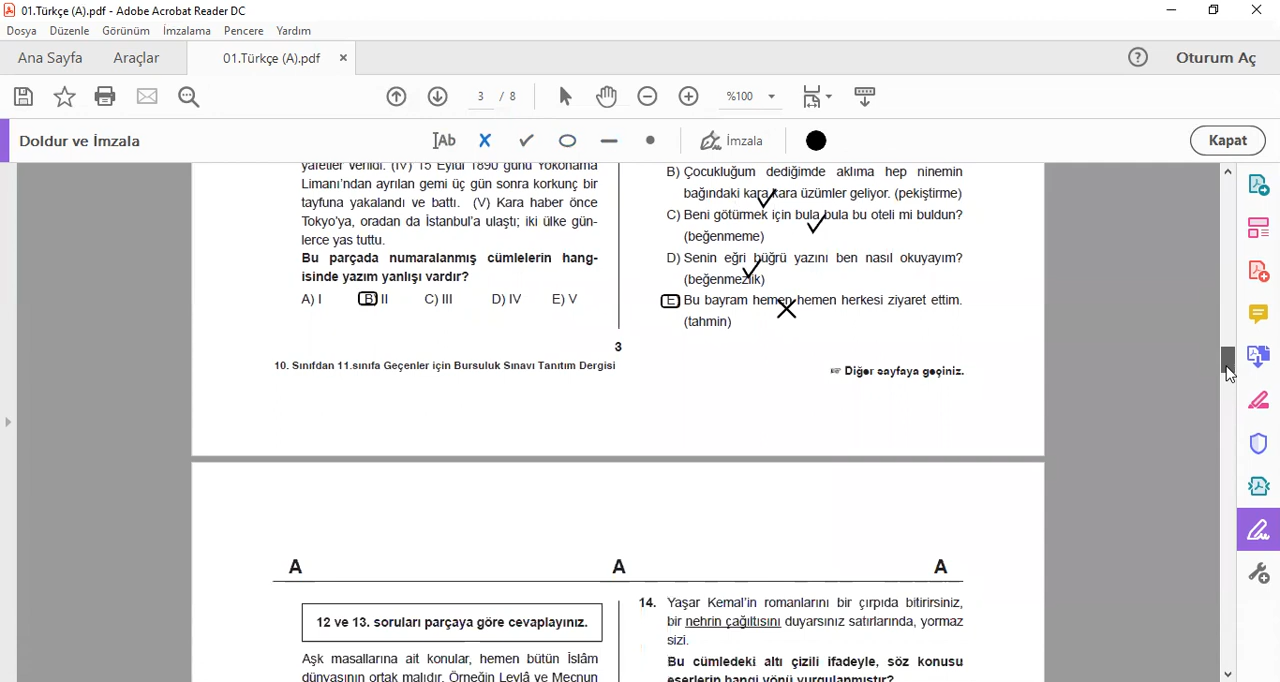 01.Türkçe (A).pdf - Adobe Acrobat Reader DC
Dosya Düzenle Görünüm İmzalama Pencere Yardım
Ana Sayfa Araçlar 01.Türkçe (A).pdf × ? Oturum Aç
3 / 8 %100
Doldur ve İmzala Ab İmzala Kapat
yafetler verildi. (IV) 15 Eylül 1890 günü Yokohama
Limanı'ndan ayrılan gemi üç gün sonra korkunç bir
tayfuna yakalandı ve battı. (V) Kara haber önce
Tokyo'ya, oradan da İstanbul'a ulaştı; iki ülke gün-
lerce yas tuttu.
Bu parçada numaralanmış cümlelerin hang-
isinde yazım yanlışı vardır?
A) I B) II C) III D) IV E) V
B) Çocukluğum dediğimde aklıma hep ninemin
bağındaki kara kara üzümler geliyor. (pekiştirme)
C) Beni götürmek için bula bula bu oteli mi buldun?
(beğenmeme)
D) Senin eğri büğrü yazını ben nasıl okuyayım?
(beğenmezlik)
E) Bu bayram hemen hemen herkesi ziyaret ettim.
(tahmin)
3
10. Sınıfdan 11.sınıfa Geçenler için Bursuluk Sınavı Tanıtım Dergisi
☞ Diğer sayfaya geçiniz.
A A A
12 ve 13. soruları parçaya göre cevaplayınız.
Aşk masallarına ait konular, hemen bütün İslâm
dünyasının ortak malıdır. Örneğin Leylâ ve Mecnun
14. Yaşar Kemal'in romanlarını bir çırpıda bitirirsiniz,
bir nehrin çağıltısını duyarsınız satırlarında, yormaz
sizi.
Bu cümledeki altı çizili ifadeyle, söz konusu
eserlerin hangi yönü vurgulanmıştır?